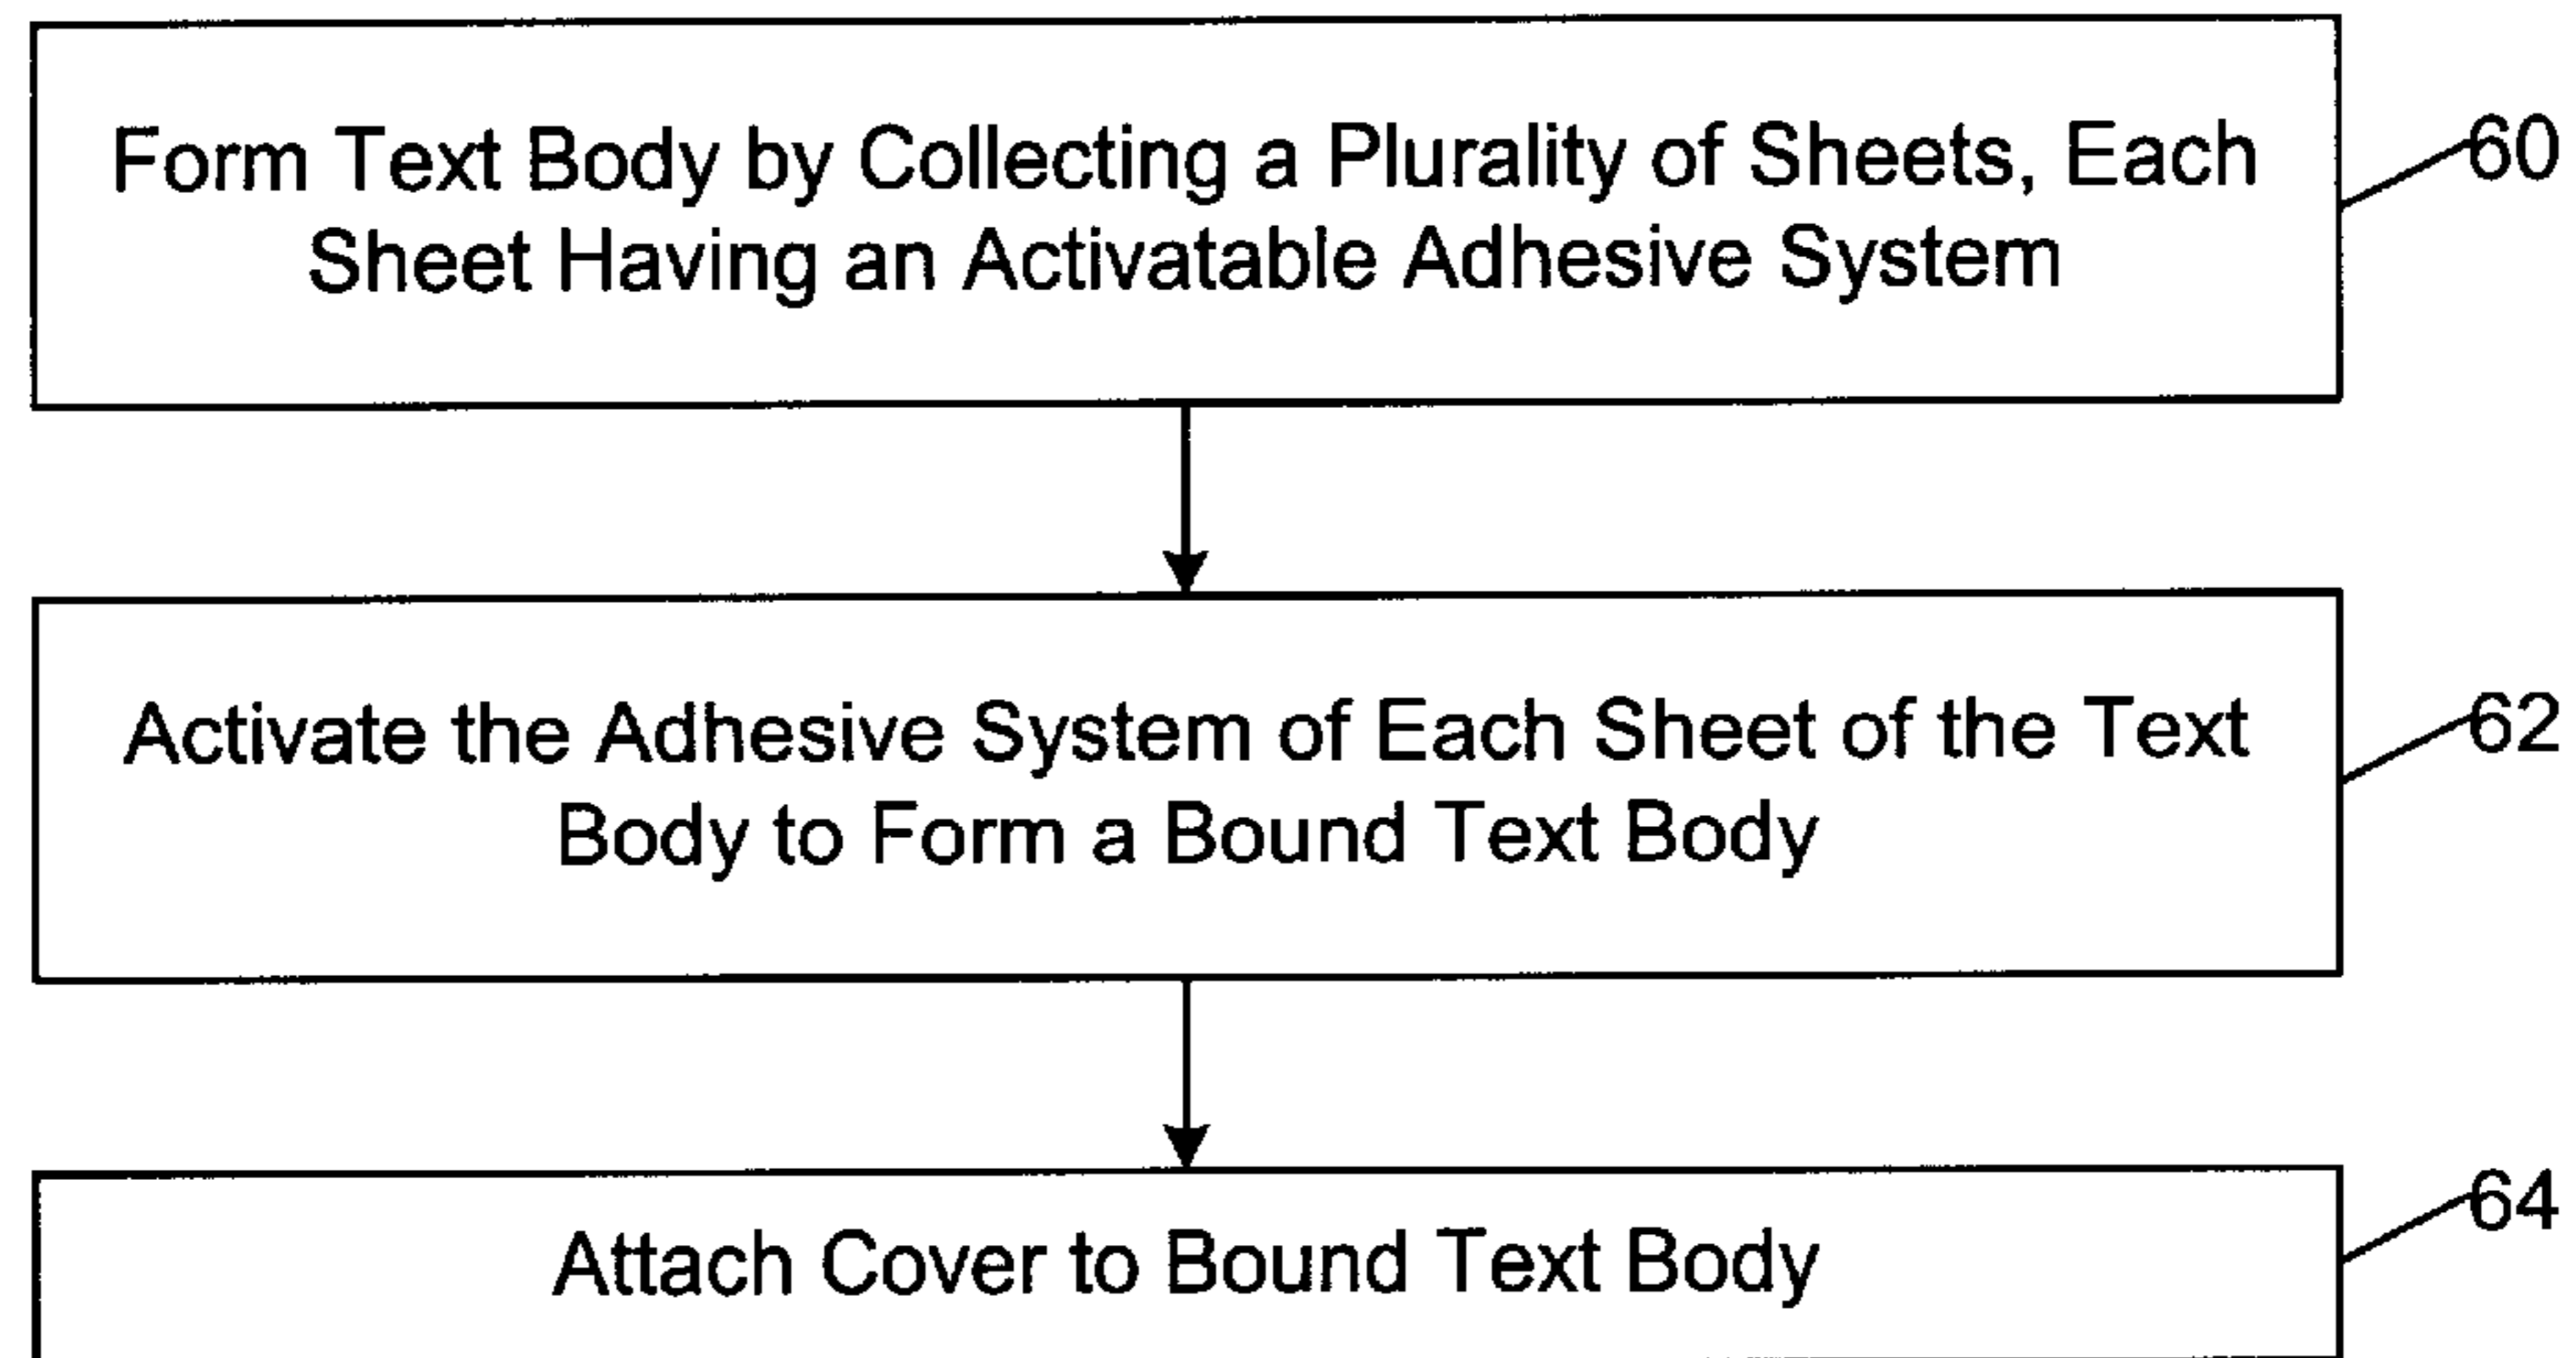 Form Text Body by Collecting a Plurality of Sheets, Each
Sheet Having an Activatable Adhesive System
60
Activate the Adhesive System of Each Sheet of the Text
Body to Form a Bound Text Body
62
Attach Cover to Bound Text Body
64